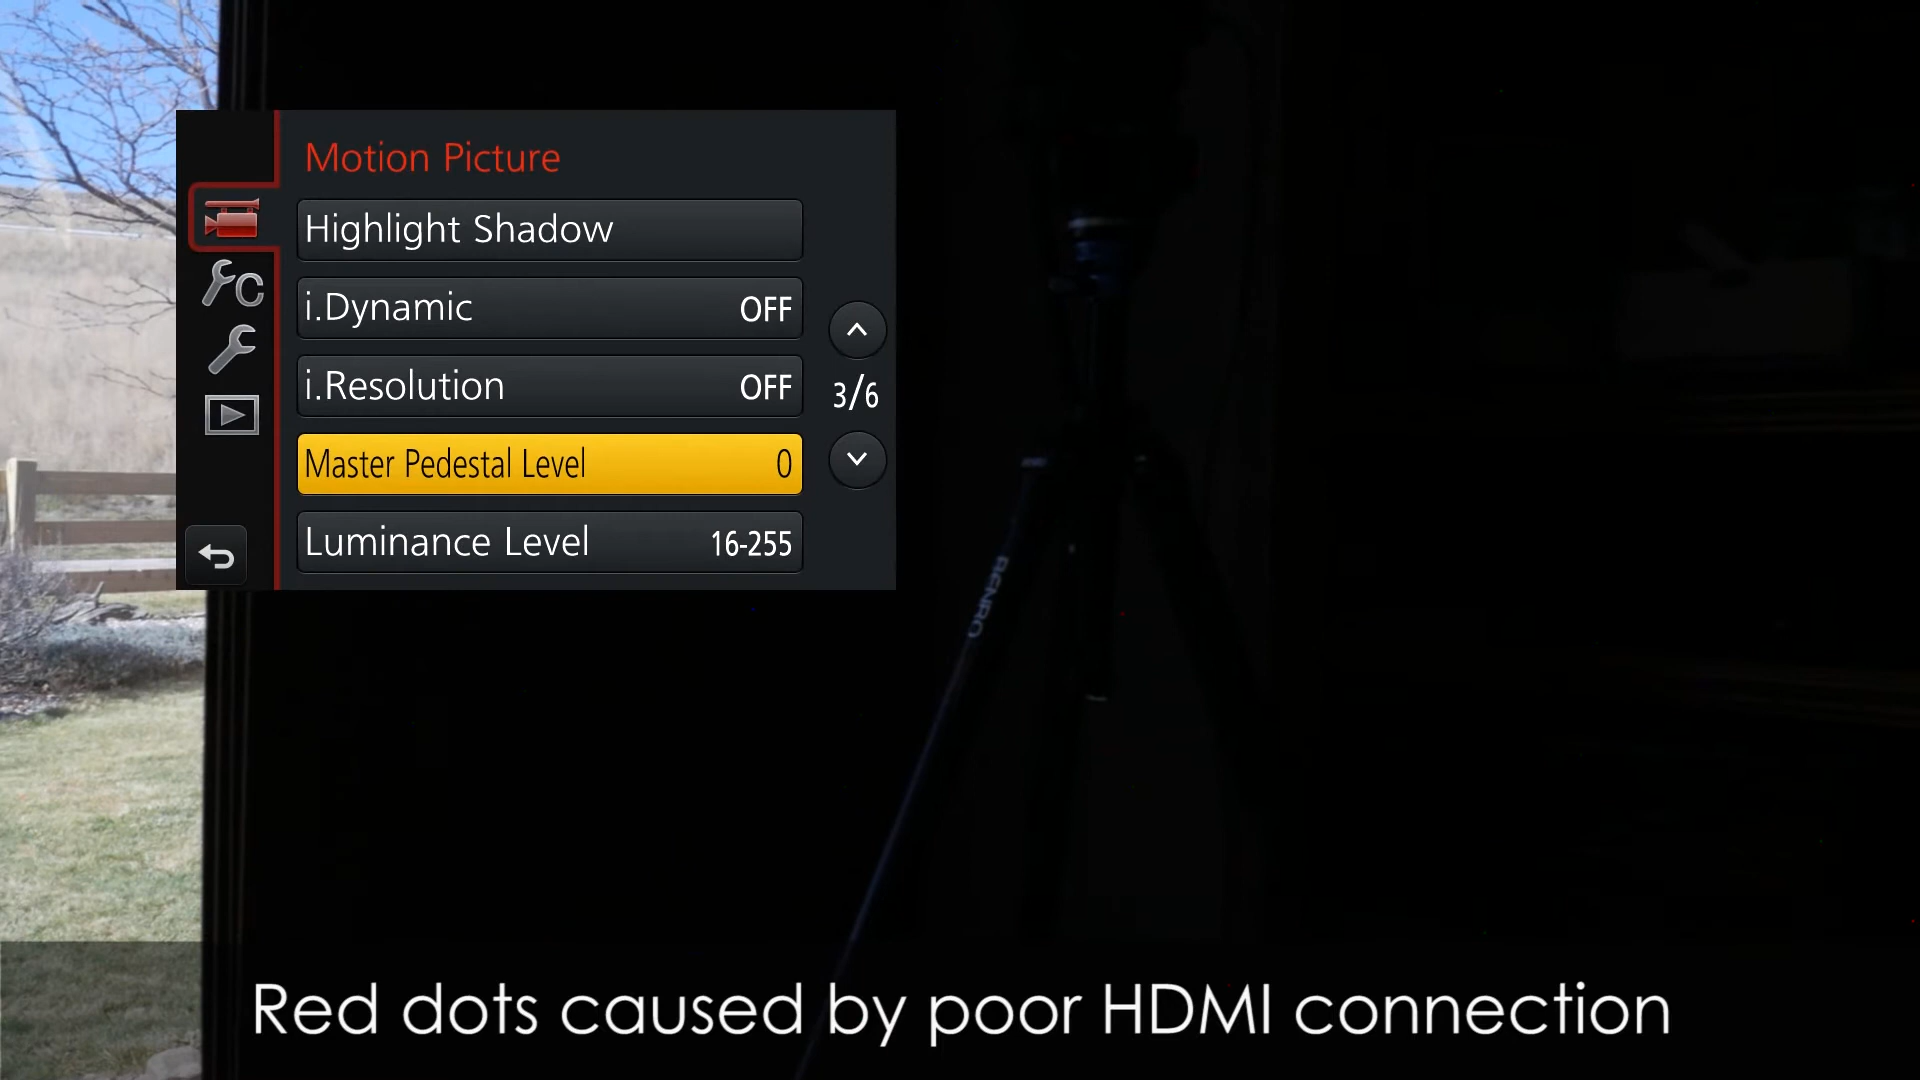 Motion Picture
Highlight Shadow
i.Dynamic OFF
i.Resolution OFF
3/6
Master Pedestal Level 0
Luminance Level 16-255
BENRO
Red dots caused by poor HDMI connection